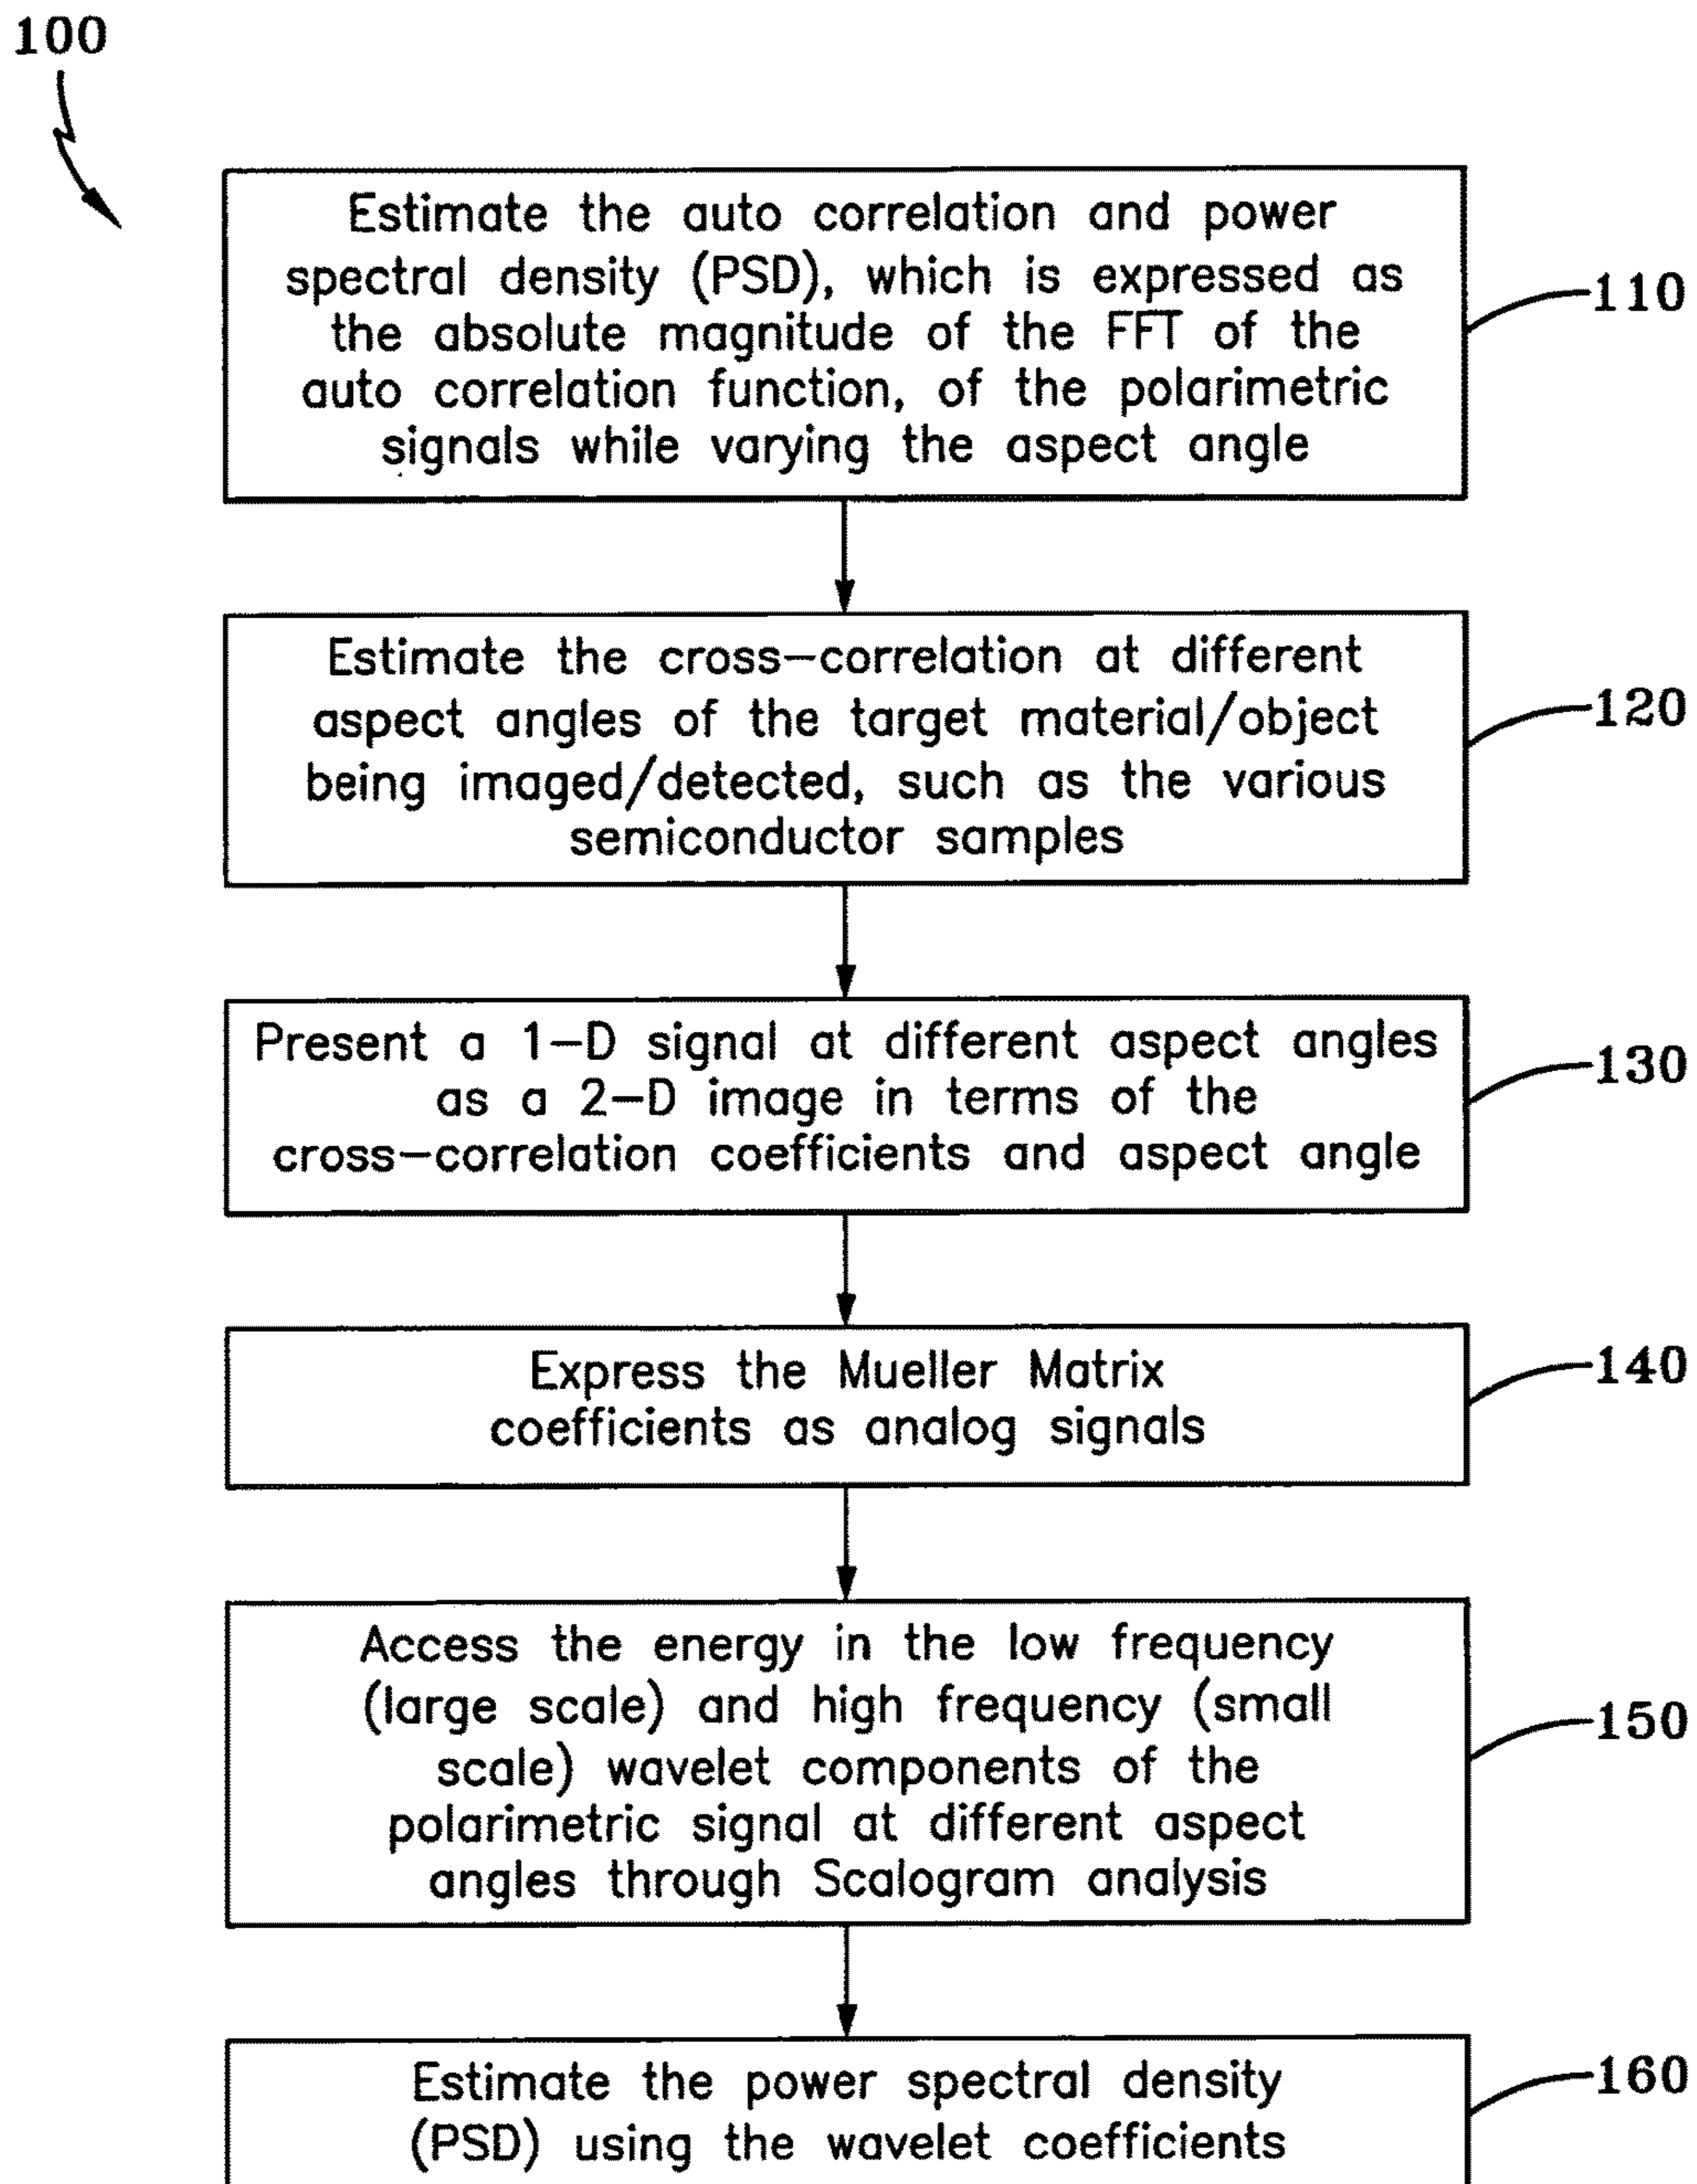 100
Estimate the auto correlation and power
spectral density (PSD), which is expressed as
the absolute magnitude of the FFT of the
auto correlation function, of the polarimetric
signals while varying the aspect angle
110
Estimate the cross-correlation at different
aspect angles of the target material/object
being imaged/detected, such as the various
semiconductor samples
120
Present a 1-D signal at different aspect angles
as a 2-D image in terms of the
cross-correlation coefficients and aspect angle
130
Express the Mueller Matrix
coefficients as analog signals
140
Access the energy in the low frequency
(large scale) and high frequency (small
scale) wavelet components of the
polarimetric signal at different aspect
angles through Scalogram analysis
150
Estimate the power spectral density
(PSD) using the wavelet coefficients
160